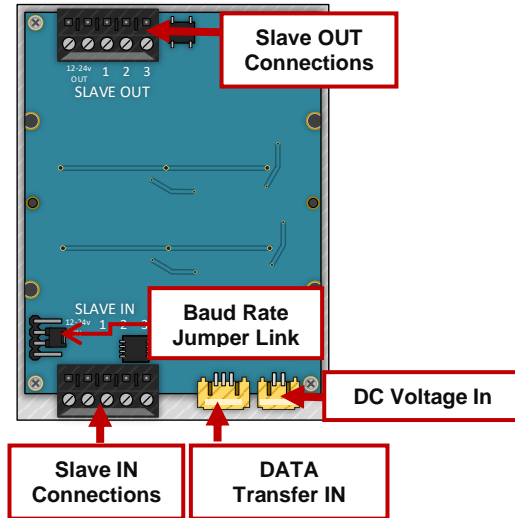 Slave OUT
Connections
12-24v
OUT
1 2 3
SLAVE OUT
SLAVE IN
12-24v
1 2 3
Baud Rate
Jumper Link
DC Voltage In
Slave IN
Connections
DATA
Transfer IN